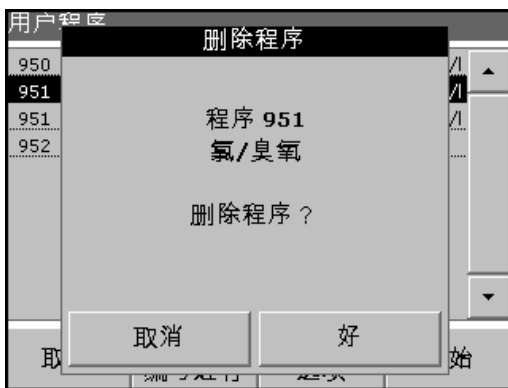 用户程序
删除程序
950 /l
951 /l
951 /l
952
程序 951
氯/臭氧
删除程序？
取消
好
取
始